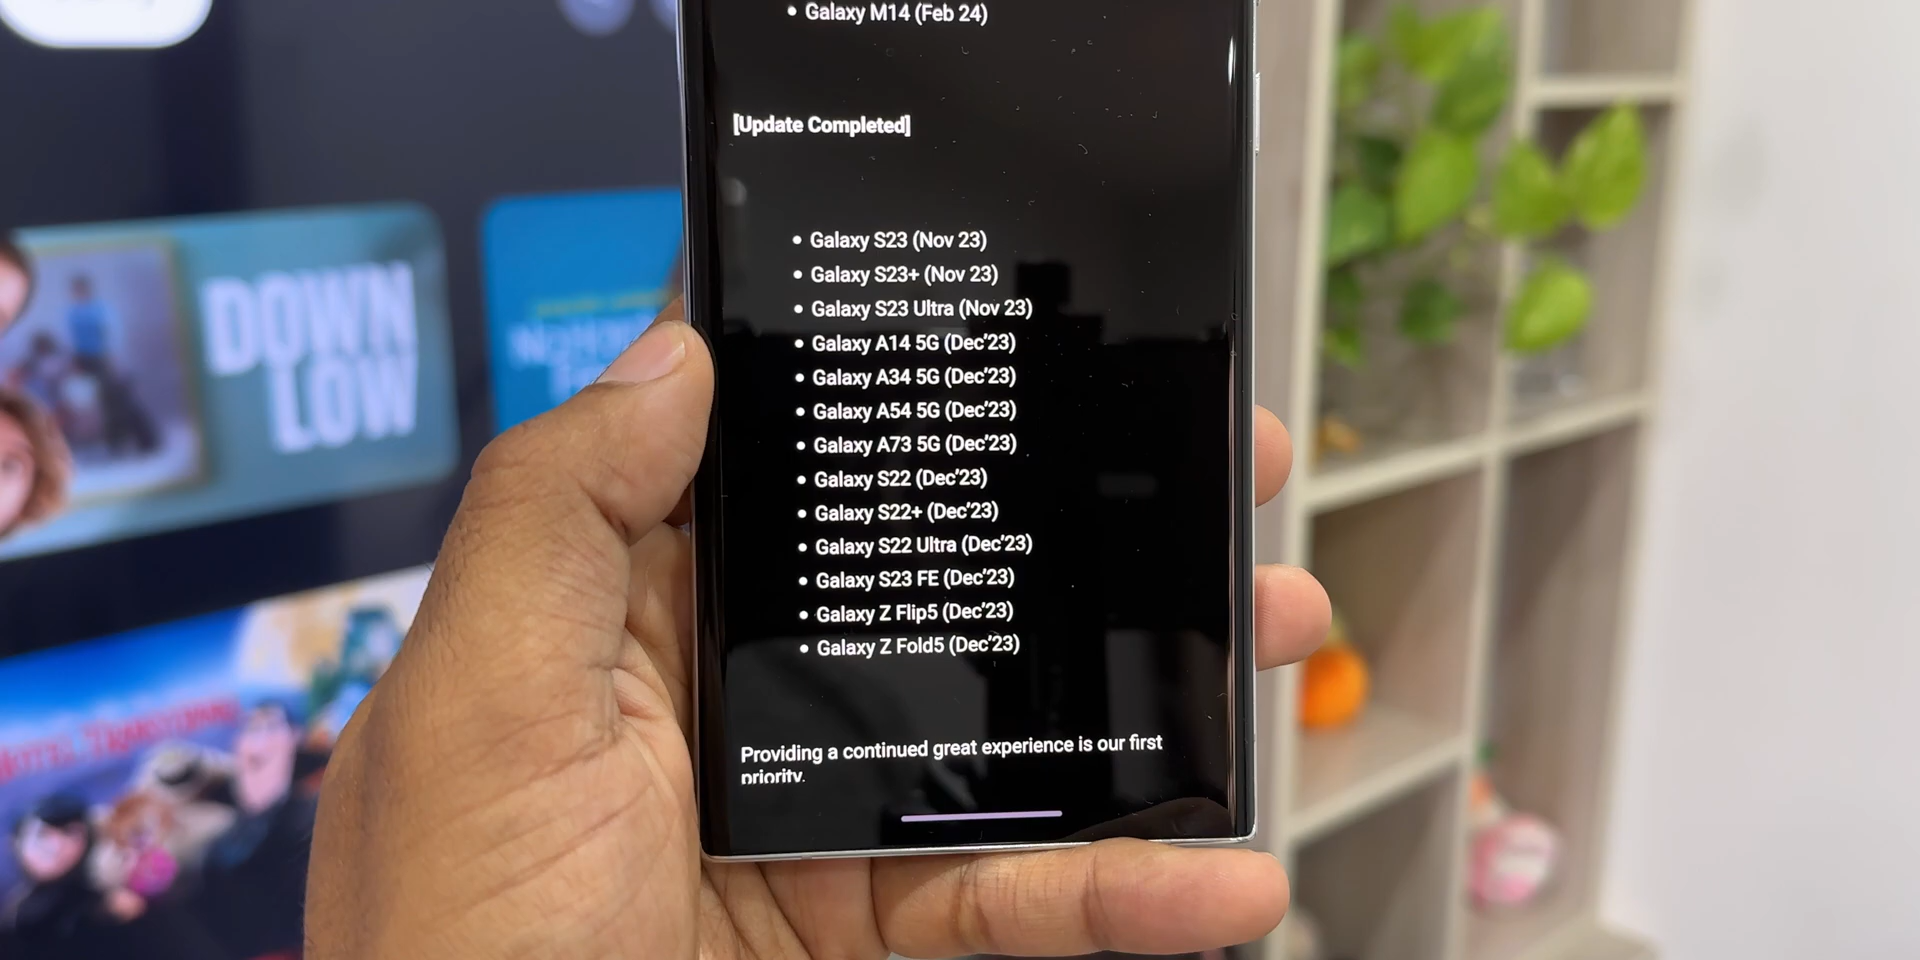 • Galaxy M14 (Feb 24)
[Update Completed]
• Galaxy S23 (Nov 23)
• Galaxy S23+ (Nov 23)
• Galaxy S23 Ultra (Nov 23)
• Galaxy A14 5G (Dec'23)
• Galaxy A34 5G (Dec'23)
• Galaxy A54 5G (Dec'23)
• Galaxy A73 5G (Dec'23)
• Galaxy S22 (Dec'23)
• Galaxy S22+ (Dec'23)
• Galaxy S22 Ultra (Dec'23)
• Galaxy S23 FE (Dec'23)
• Galaxy Z Flip5 (Dec'23)
• Galaxy Z Fold5 (Dec'23)
Providing a continued great experience is our first
priority.
DOWN
LOW
HOTEL TRANSYLVANIA